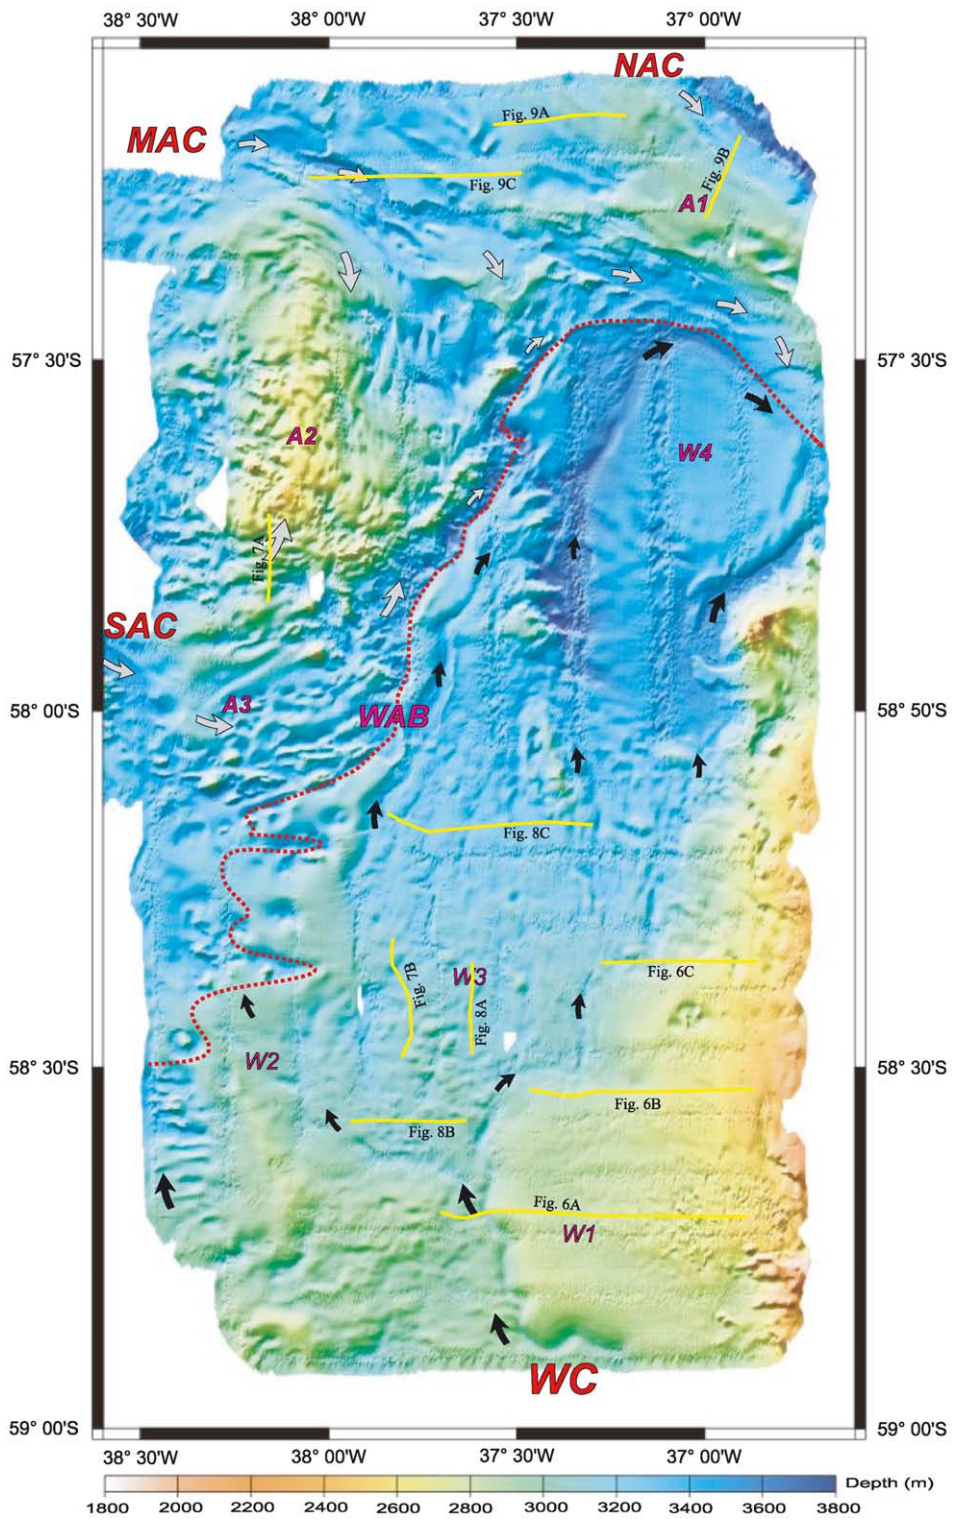 38° 30'W 38° 00'W 37° 30'W 37° 00'W
NAC
Fig. 9A
MAC
Fig. 9B
Fig. 9C
A1
57° 30'S 57° 30'S
A2
W4
Fig. 7A
SAC
A3
WAB
58° 00'S 58° 50'S
Fig. 8C
W3
Fig. 6C
Fig. 7B
Fig. 8A
W2
58° 30'S 58° 30'S
Fig. 6B
Fig. 8B
Fig. 6A
W1
WC
59° 00'S 59° 00'S
38° 30'W 38° 00'W 37° 30'W 37° 00'W
Depth (m)
1800 2000 2200 2400 2600 2800 3000 3200 3400 3600 3800